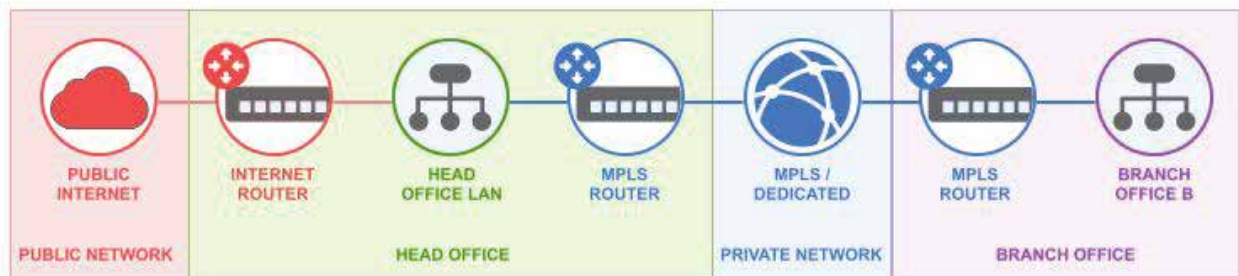 PUBLIC
INTERNET
INTERNET
ROUTER
HEAD
OFFICE LAN
MPLS
ROUTER
MPLS /
DEDICATED
MPLS
ROUTER
BRANCH
OFFICE B
PUBLIC NETWORK
HEAD OFFICE
PRIVATE NETWORK
BRANCH OFFICE